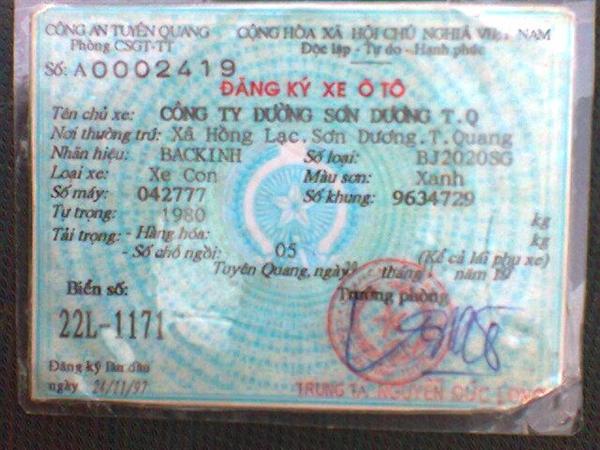 CÔNG AN TUYÊN QUANG
Phòng CSGT-TT
CỘNG HÒA XÃ HỘI CHỦ NGHĨA VIỆT NAM
Độc lập - Tự do - Hạnh phúc
Số: A0002419
ĐĂNG KÝ XE Ô TÔ
Tên chủ xe: CÔNG TY ĐƯỜNG SƠN DƯƠNG T.Q
Nơi thường trú: Xã Hồng Lạc.Sơn Dương.T.Quang
Nhãn hiệu: BACKINH Số loại: BJ2020SG
Loại xe: Xe Con Màu sơn: Xanh
Số máy: 042777 Số khung: 9634729
Tự trọng: 1980 kg
Tải trọng: - Hàng hóa: kg
- Số chỗ ngồi: 05 (Kể cả lái phụ xe)
Tuyên Quang, ngày tháng năm 19
Biển số: Trưởng phòng
22L-1171
Đăng ký lần đầu
ngày 24/11/97
TRUNG TÁ NGUYỄN ĐỨC LONG